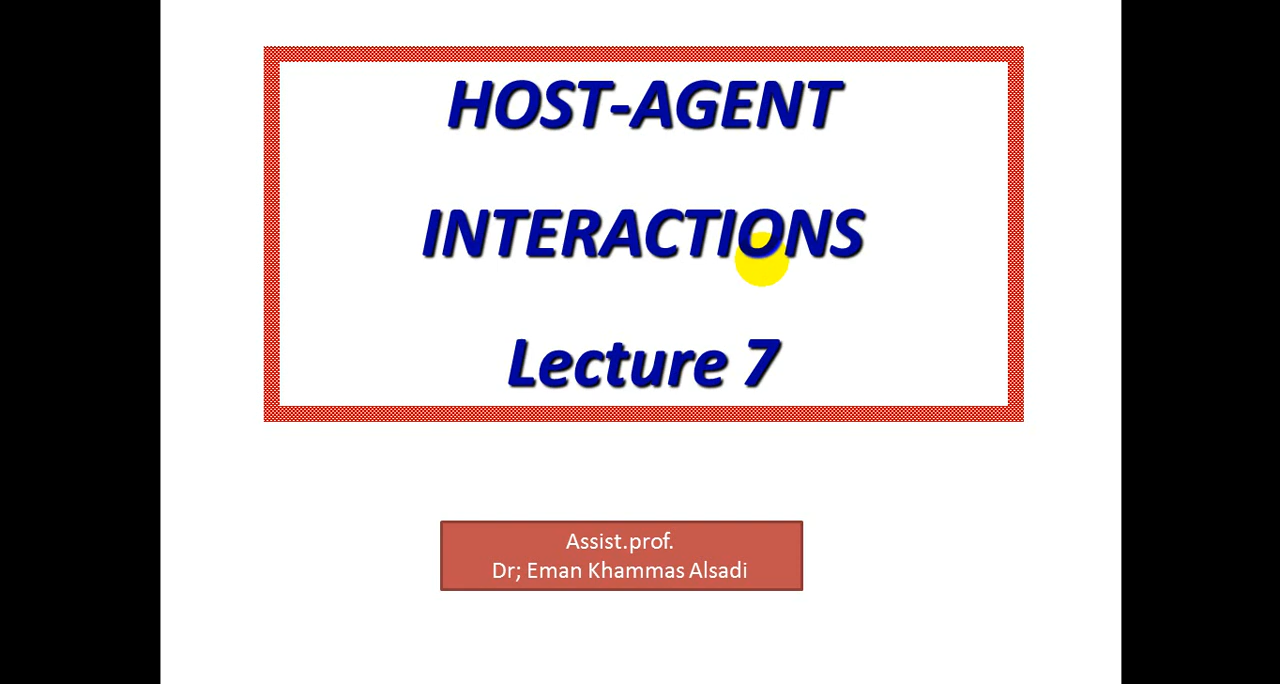 HOST-AGENT
INTERACTIONS
Lecture 7
Assist.prof.
Dr; Eman Khammas Alsadi